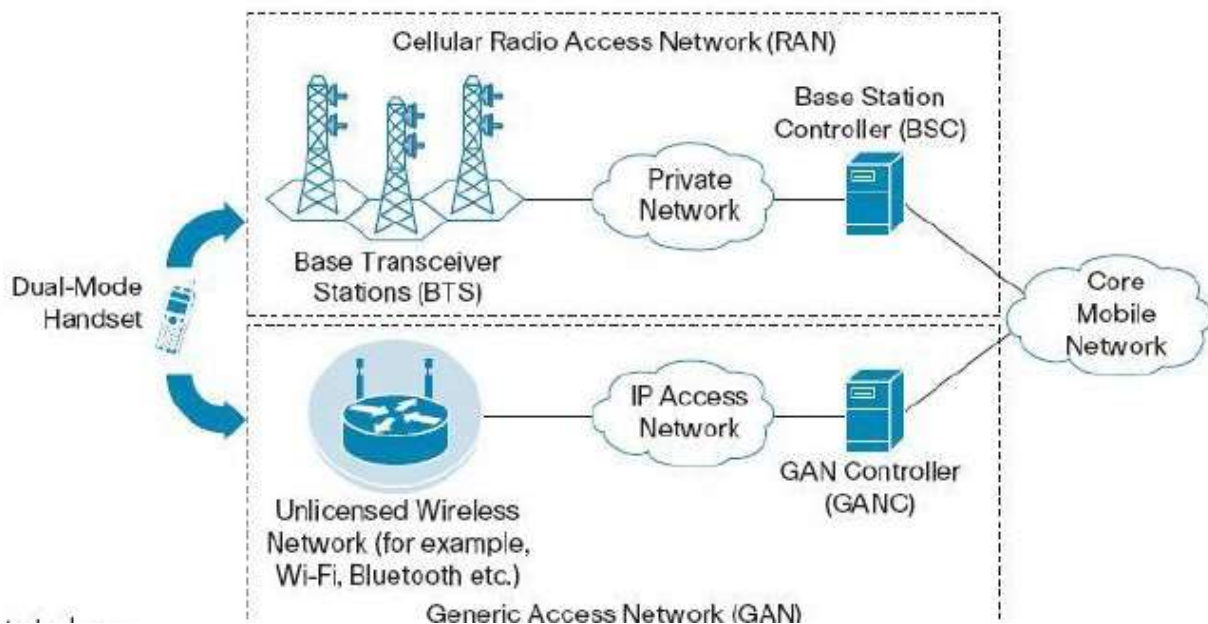 Cellular Radio Access Network (RAN)
Base Station
Controller (BSC)
Private
Network
Base Transceiver
Stations (BTS)
Dual-Mode
Handset
Core
Mobile
Network
IP Access
Network
GAN Controller
(GANC)
Unlicensed Wireless
Network (for example,
Wi-Fi, Bluetooth etc.)
Generic Access Network (GAN)